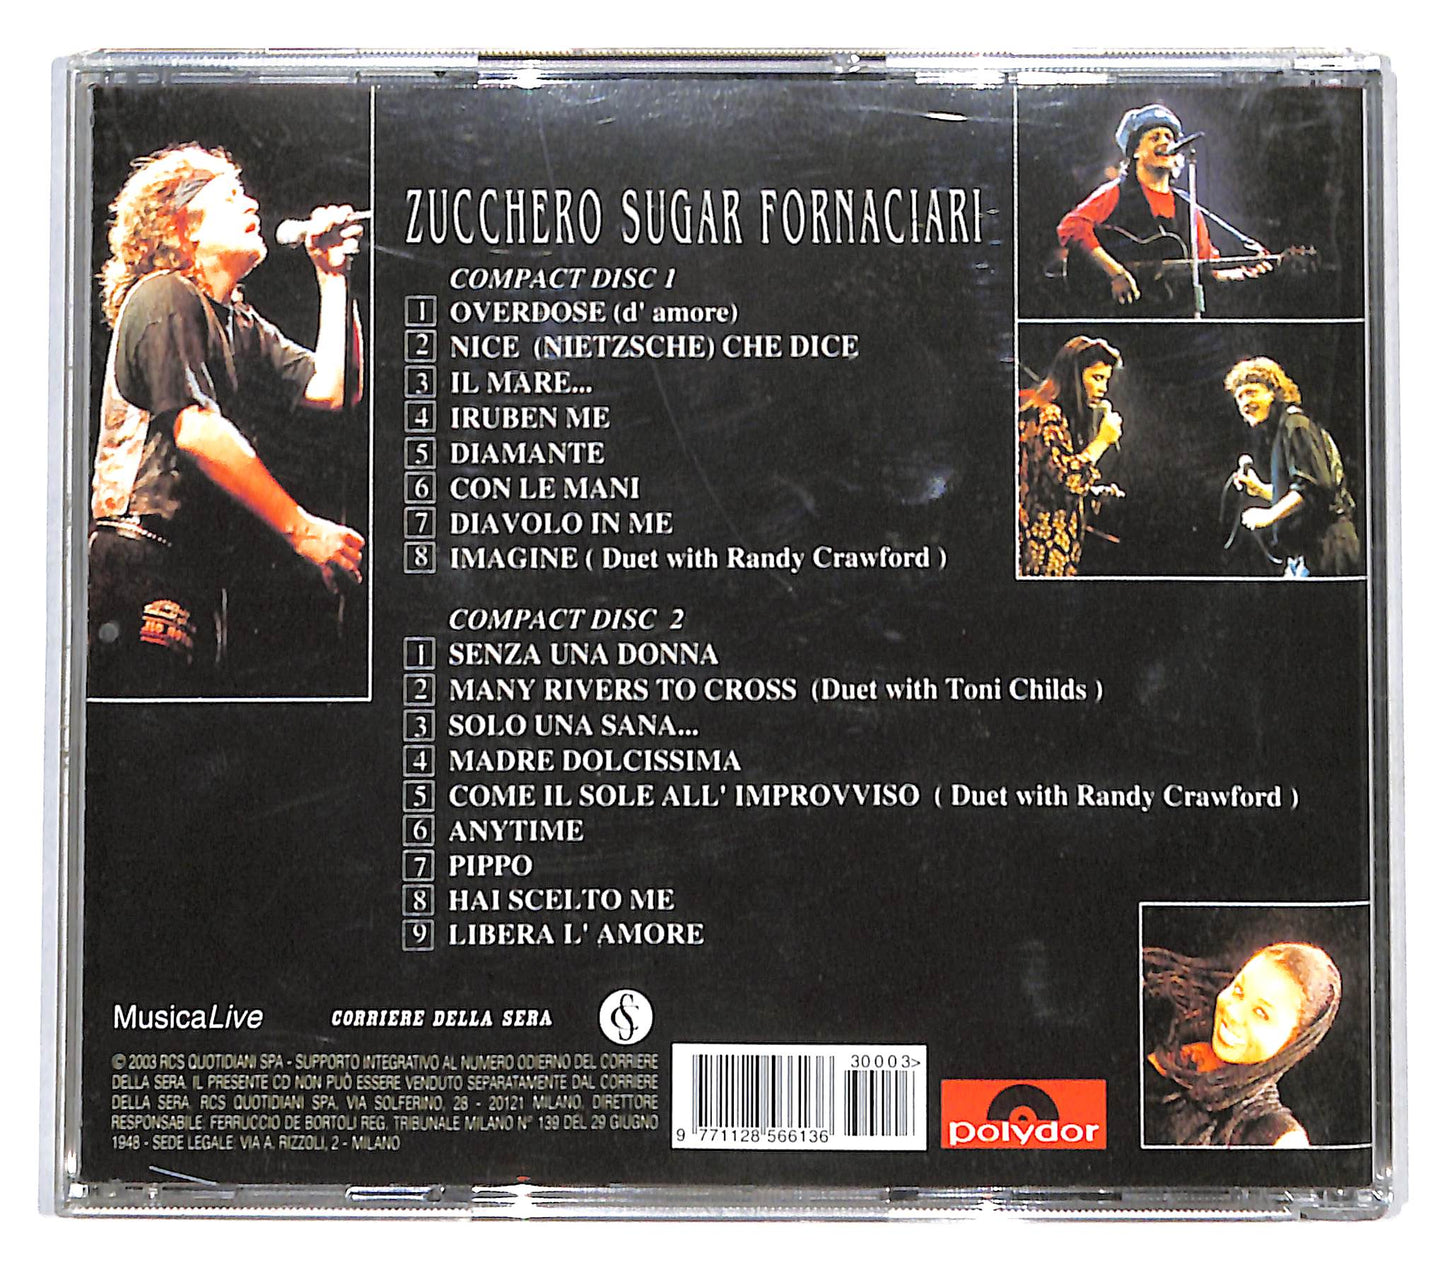 ZUCCHERO SUGAR FORNACIARI
COMPACT DISC 1
1 OVERDOSE (d' amore)
2 NICE (NIETZSCHE) CHE DICE
3 IL MARE...
4 IRUBEN ME
5 DIAMANTE
6 CON LE MANI
7 DIAVOLO IN ME
8 IMAGINE ( Duet with Randy Crawford )
COMPACT DISC 2
1 SENZA UNA DONNA
2 MANY RIVERS TO CROSS (Duet with Toni Childs )
3 SOLO UNA SANA...
4 MADRE DOLCISSIMA
5 COME IL SOLE ALL' IMPROVVISO ( Duet with Randy Crawford )
6 ANYTIME
7 PIPPO
8 HAI SCELTO ME
9 LIBERA L' AMORE
MusicaLive CORRIERE DELLA SERA CS
© 2003 RCS QUOTIDIANI SPA - SUPPORTO INTEGRATIVO AL NUMERO ODIERNO DEL CORRIERE
DELLA SERA. IL PRESENTE CD NON PUÒ ESSERE VENDUTO SEPARATAMENTE DAL CORRIERE
DELLA SERA. RCS QUOTIDIANI SPA, VIA SOLFERINO, 28 - 20121 MILANO, DIRETTORE
RESPONSABILE: FERRUCCIO DE BORTOLI REG. TRIBUNALE MILANO N° 139 DEL 29 GIUGNO
1948 - SEDE LEGALE: VIA A. RIZZOLI, 2 - MILANO
30003>
9 771128 566136
polydor